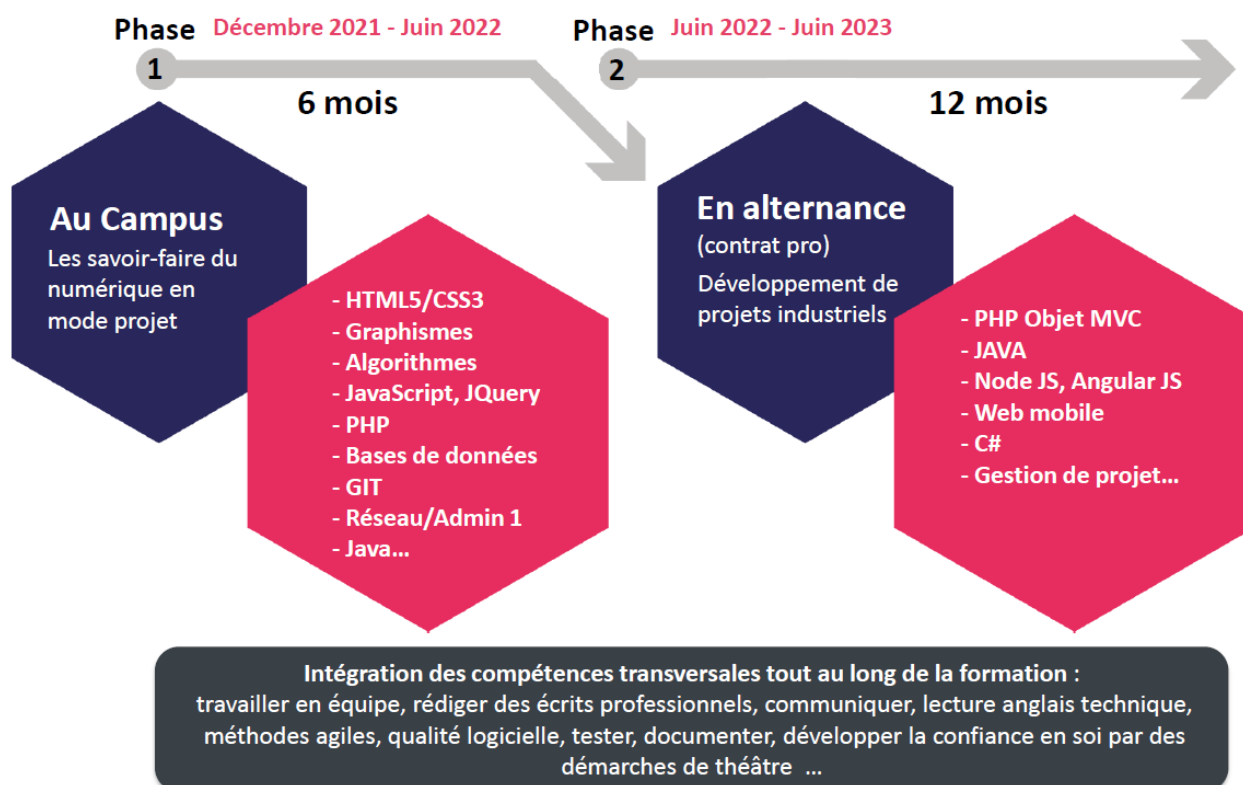 Phase Décembre 2021 - Juin 2022
1
6 mois
Au Campus
Les savoir-faire du
numérique en
mode projet
- HTML5/CSS3
- Graphismes
- Algorithmes
- JavaScript, JQuery
- PHP
- Bases de données
- GIT
- Réseau/Admin 1
- Java...
Phase Juin 2022 - Juin 2023
2
12 mois
En alternance
(contrat pro)
Développement de
projets industriels
- PHP Objet MVC
- JAVA
- Node JS, Angular JS
- Web mobile
- C#
- Gestion de projet...
Intégration des compétences transversales tout au long de la formation :
travailler en équipe, rédiger des écrits professionnels, communiquer, lecture anglais technique,
méthodes agiles, qualité logicielle, tester, documenter, développer la confiance en soi par des
démarches de théâtre ...